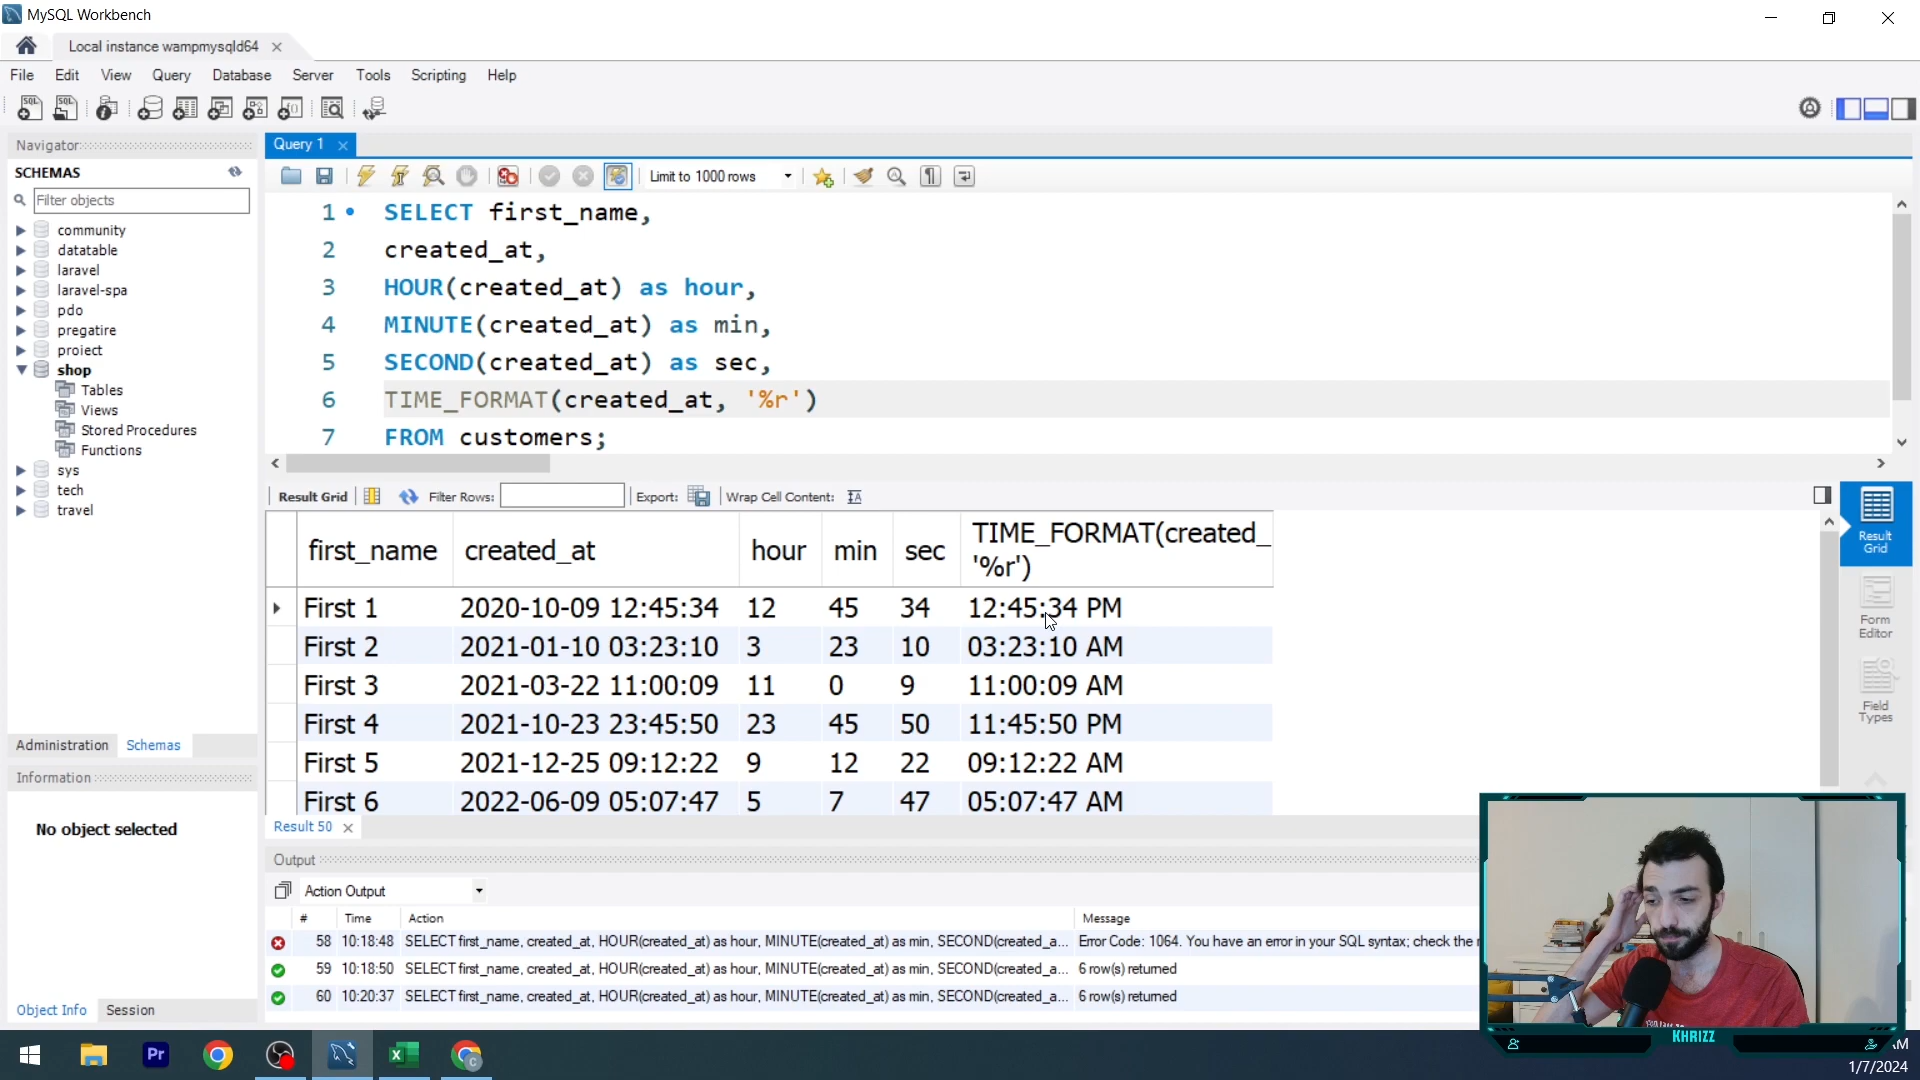 MySQL Workbench
Local instance wampmysqld64
File Edit View Query Database Server Tools Scripting Help
Navigator
SCHEMAS
Filter objects
community
datatable
laravel
laravel-spa
pdo
pregatire
proiect
shop
Tables
Views
Stored Procedures
Functions
sys
tech
travel
Administration Schemas
Information
No object selected
Object Info Session
Query 1
Limit to 1000 rows
1 SELECT first_name,
2 created_at,
3 HOUR(created_at) as hour,
4 MINUTE(created_at) as min,
5 SECOND(created_at) as sec,
6 TIME_FORMAT(created_at, '%r')
7 FROM customers;
Result Grid Filter Rows: Export: Wrap Cell Content:
first_name created_at hour min sec TIME_FORMAT(created_
'%r')
First 1 2020-10-09 12:45:34 12 45 34 12:45:34 PM
First 2 2021-01-10 03:23:10 3 23 10 03:23:10 AM
First 3 2021-03-22 11:00:09 11 0 9 11:00:09 AM
First 4 2021-10-23 23:45:50 23 45 50 11:45:50 PM
First 5 2021-12-25 09:12:22 9 12 22 09:12:22 AM
First 6 2022-06-09 05:07:47 5 7 47 05:07:47 AM
Result
Grid
Form
Editor
Field
Types
Result 50
Output
Action Output
# Time Action Message
58 10:18:48 SELECT first_name, created_at, HOUR(created_at) as hour, MINUTE(created_at) as min, SECOND(created_a... Error Code: 1064. You have an error in your SQL syntax; check the
59 10:18:50 SELECT first_name, created_at, HOUR(created_at) as hour, MINUTE(created_at) as min, SECOND(created_a... 6 row(s) returned
60 10:20:37 SELECT first_name, created_at, HOUR(created_at) as hour, MINUTE(created_at) as min, SECOND(created_a... 6 row(s) returned
KHRIZZ
Pr
AM
1/7/2024